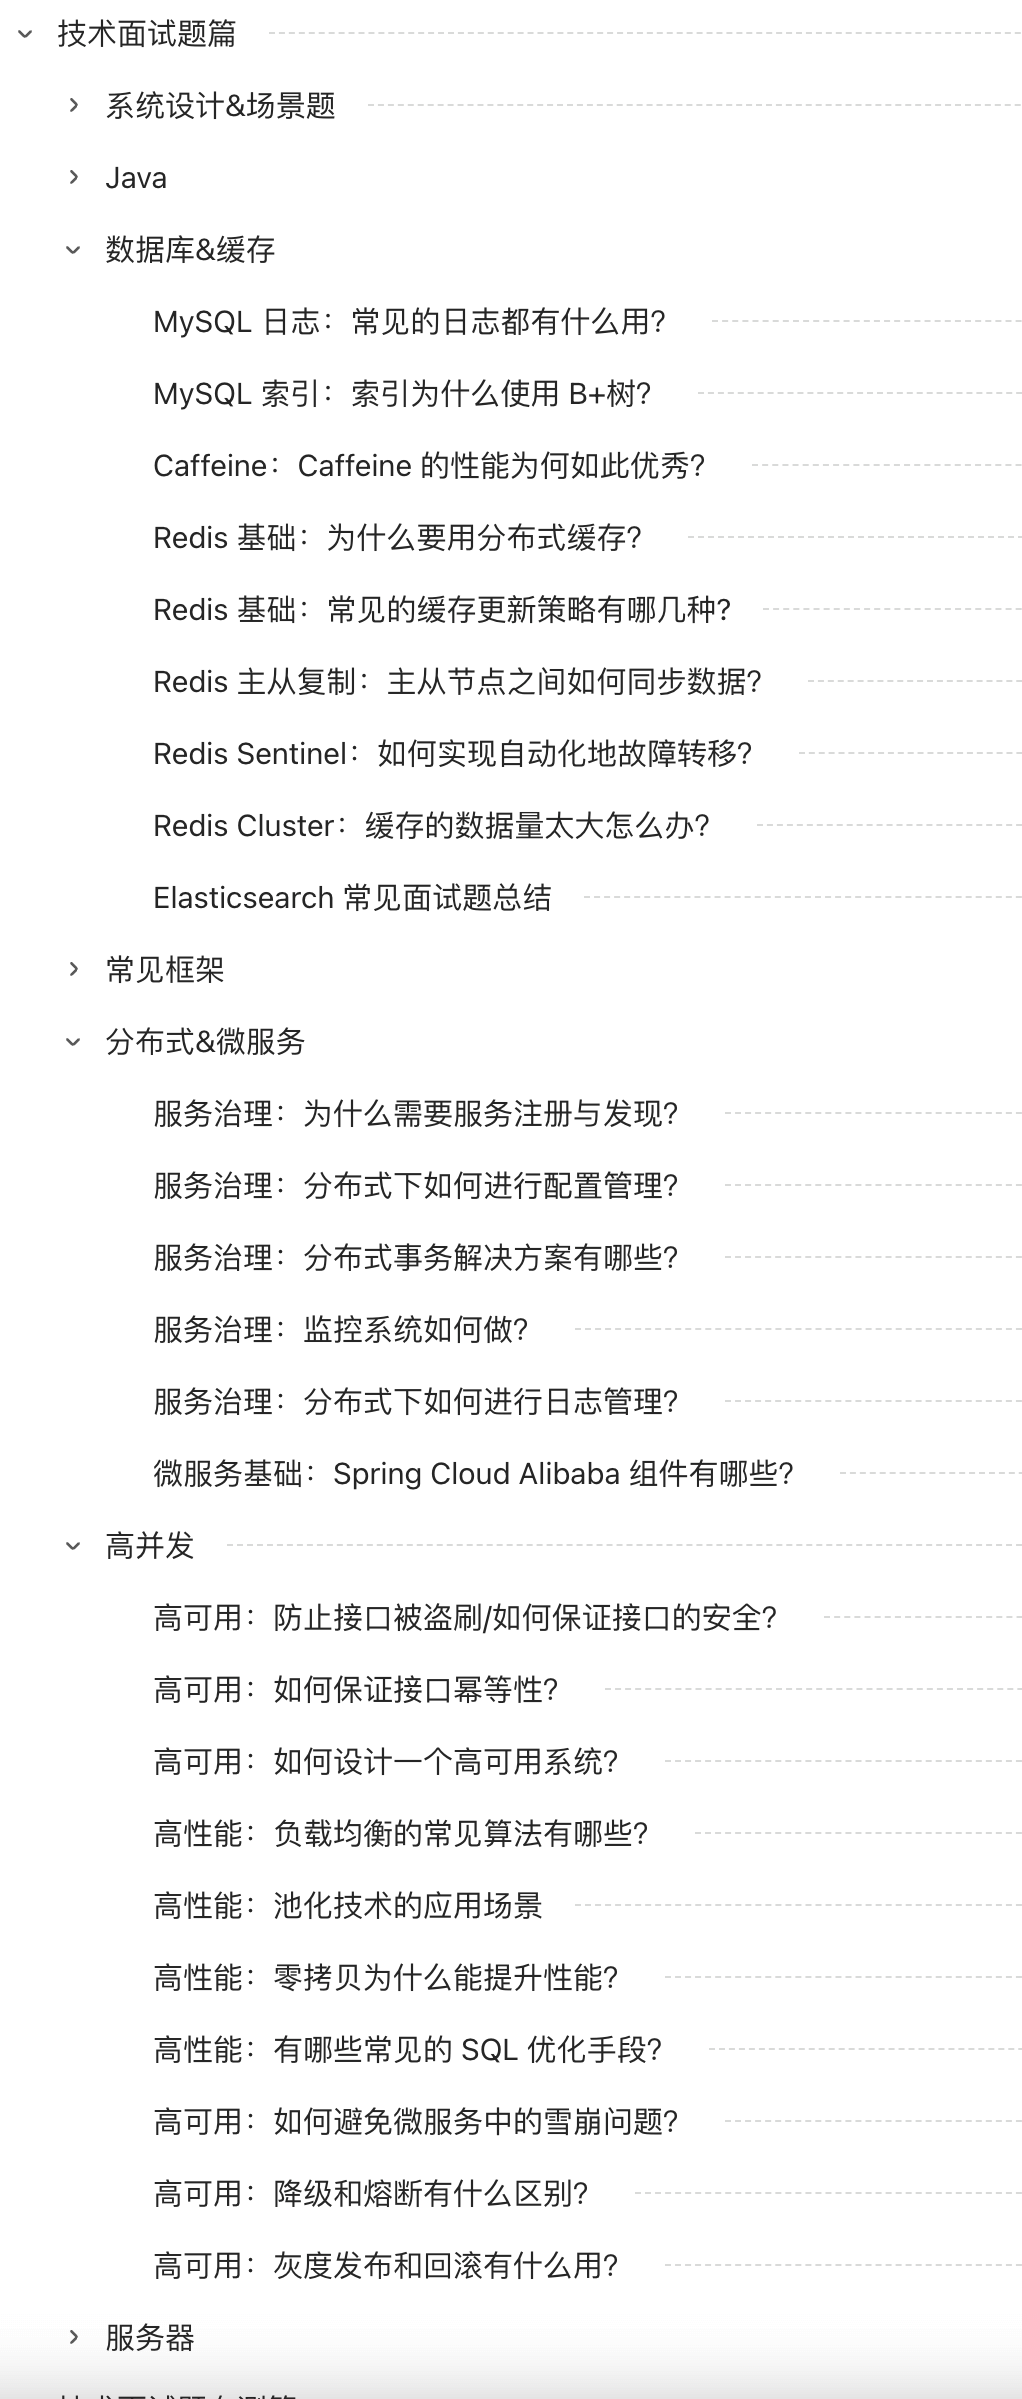 技术面试题篇
系统设计&场景题
Java
数据库&缓存
MySQL 日志：常见的日志都有什么用?
MySQL 索引：索引为什么使用 B+树?
Caffeine：Caffeine 的性能为何如此优秀?
Redis 基础：为什么要用分布式缓存?
Redis 基础：常见的缓存更新策略有哪几种?
Redis 主从复制：主从节点之间如何同步数据?
Redis Sentinel：如何实现自动化地故障转移?
Redis Cluster：缓存的数据量太大怎么办?
Elasticsearch 常见面试题总结
常见框架
分布式&微服务
服务治理：为什么需要服务注册与发现?
服务治理：分布式下如何进行配置管理?
服务治理：分布式事务解决方案有哪些?
服务治理：监控系统如何做?
服务治理：分布式下如何进行日志管理?
微服务基础：Spring Cloud Alibaba 组件有哪些?
高并发
高可用：防止接口被盗刷/如何保证接口的安全?
高可用：如何保证接口幂等性?
高可用：如何设计一个高可用系统?
高性能：负载均衡的常见算法有哪些?
高性能：池化技术的应用场景
高性能：零拷贝为什么能提升性能?
高性能：有哪些常见的 SQL 优化手段?
高可用：如何避免微服务中的雪崩问题?
高可用：降级和熔断有什么区别?
高可用：灰度发布和回滚有什么用?
服务器